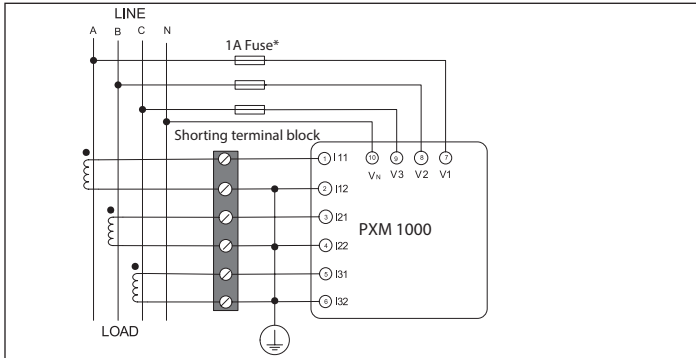 LINE
A B C N
1A Fuse*
Shorting terminal block
1 I11
2 I12
3 I21
4 I22
5 I31
6 I32
10 9 8 7
VN V3 V2 V1
PXM 1000
LOAD